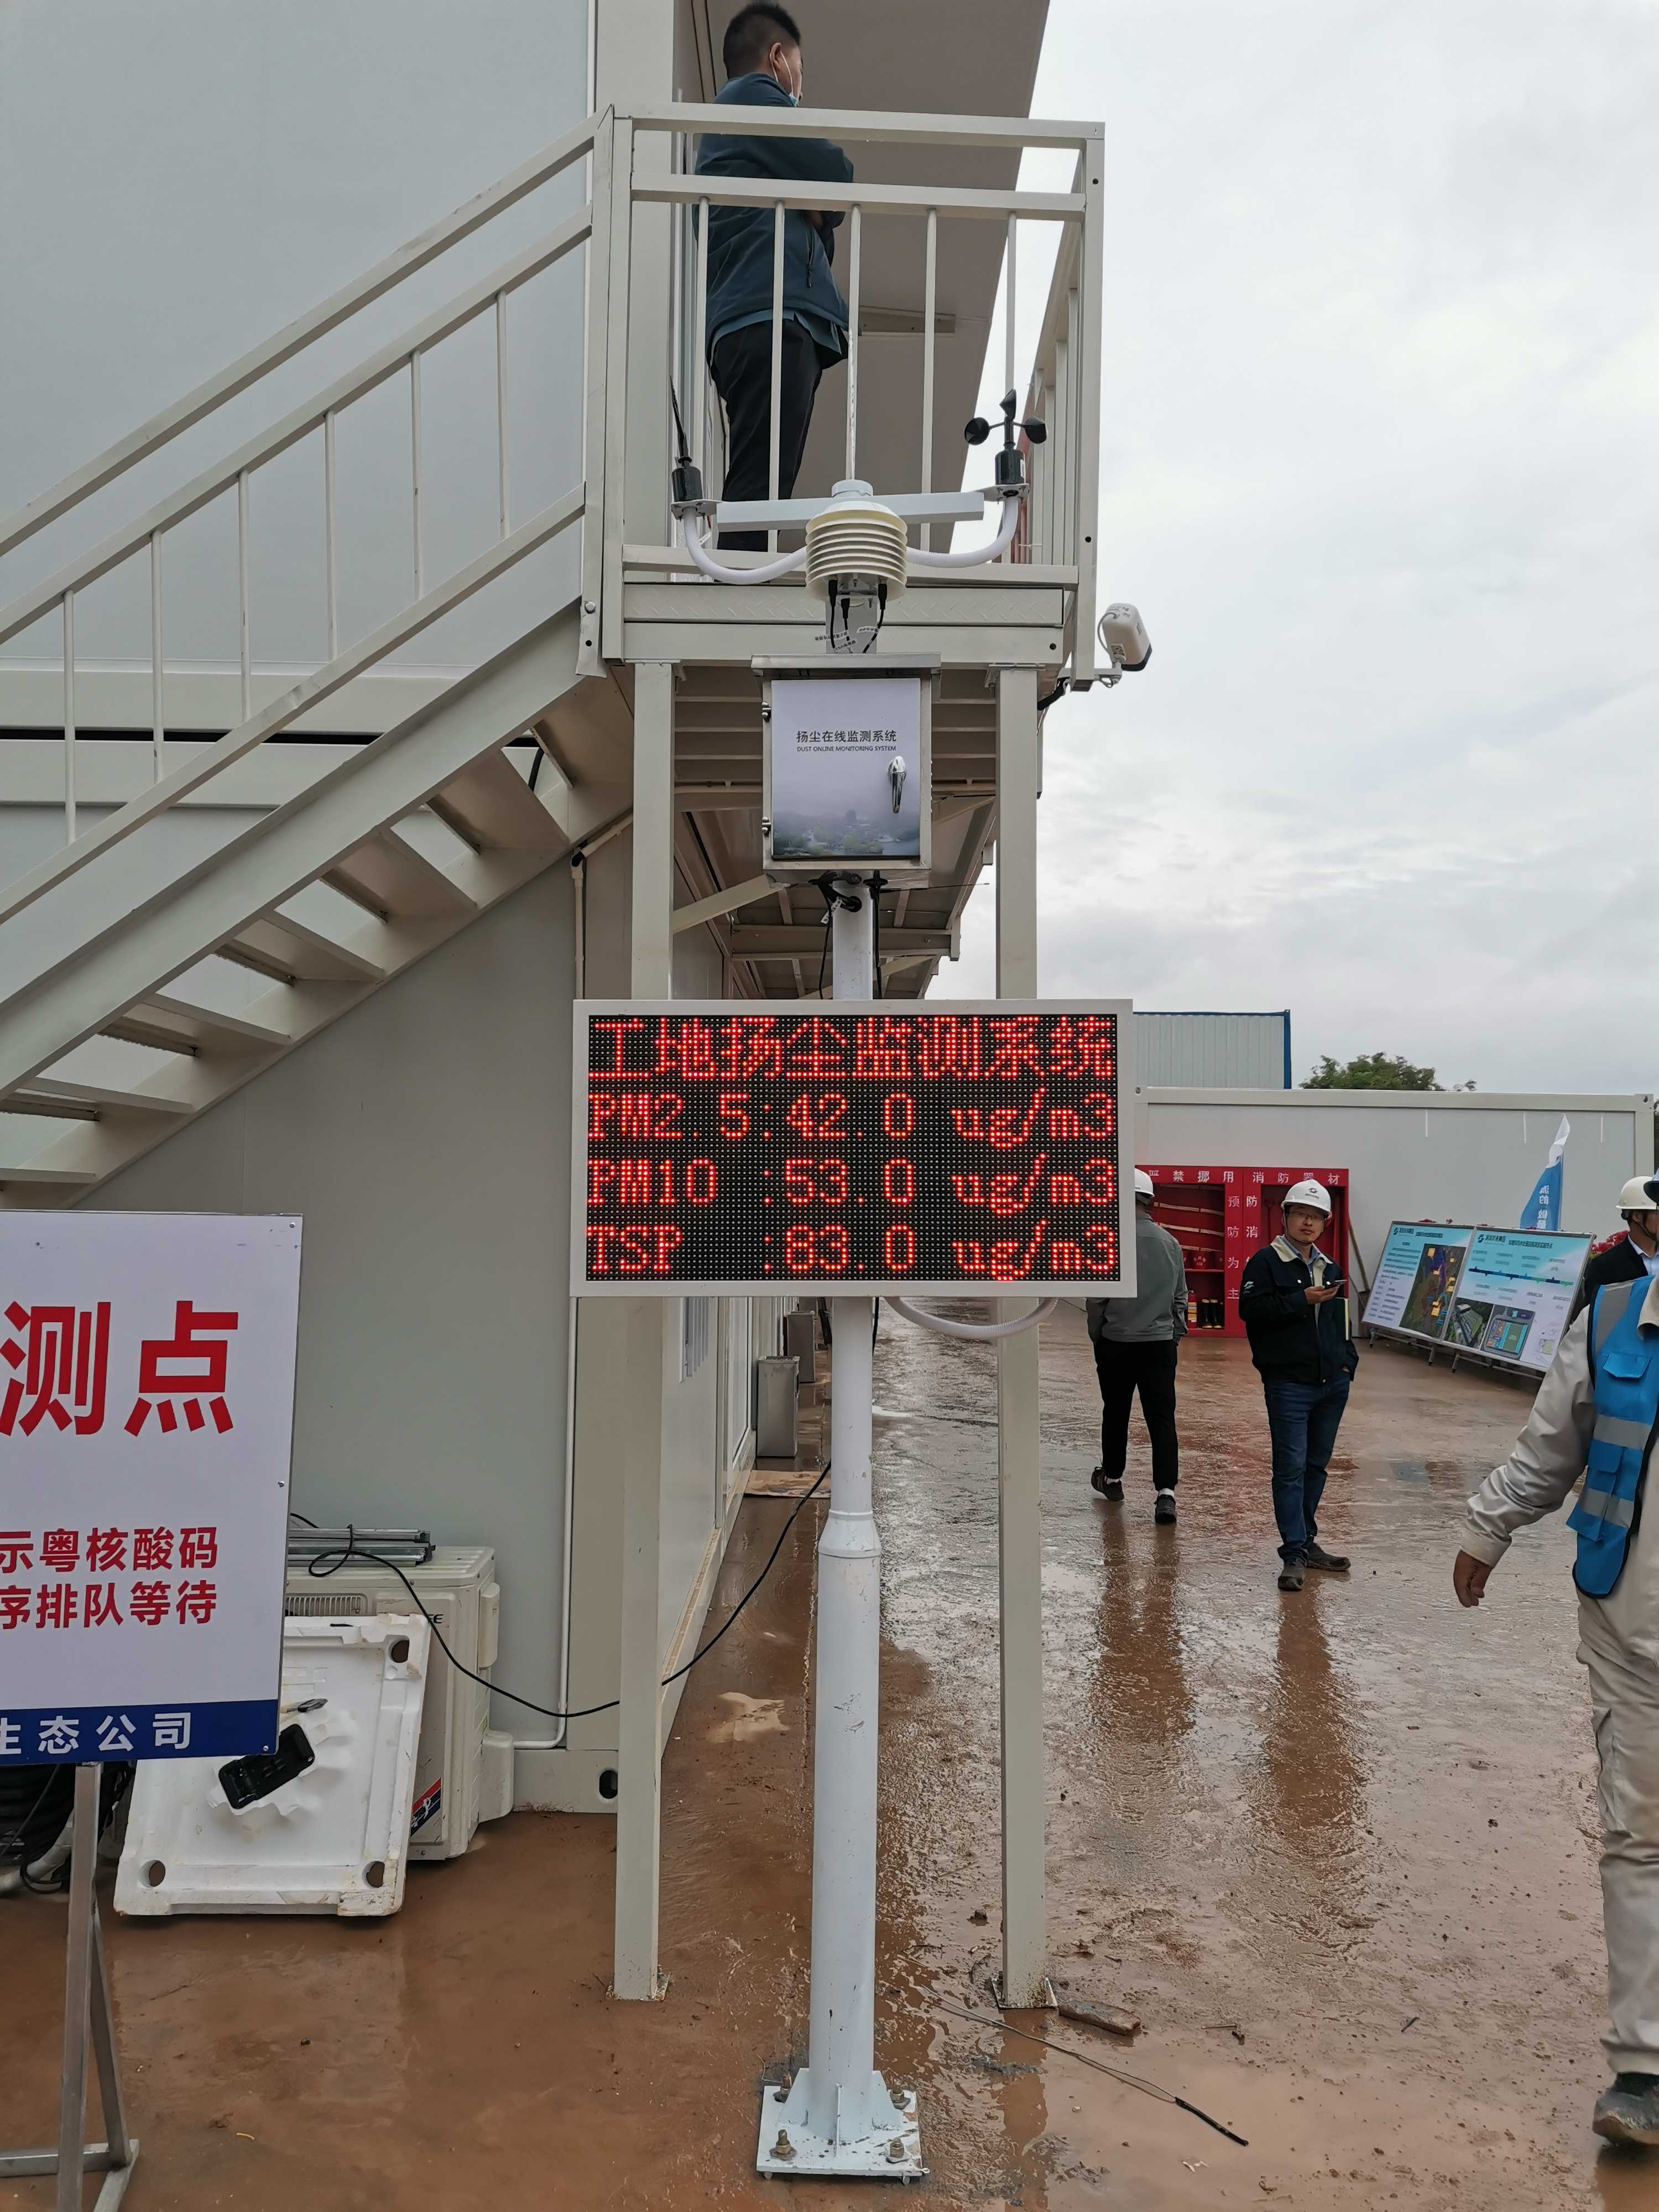 扬尘在线监测系统
DUST ONLINE MONITORING SYSTEM
工地扬尘监测系统
PM2.5:42.0 ug/m3
PM10 :53.0 ug/m3
TSP :83.0 ug/m3
测点
示粤核酸码
序排队等待
生态公司
严禁挪用消防器材
预防
防消
为
主